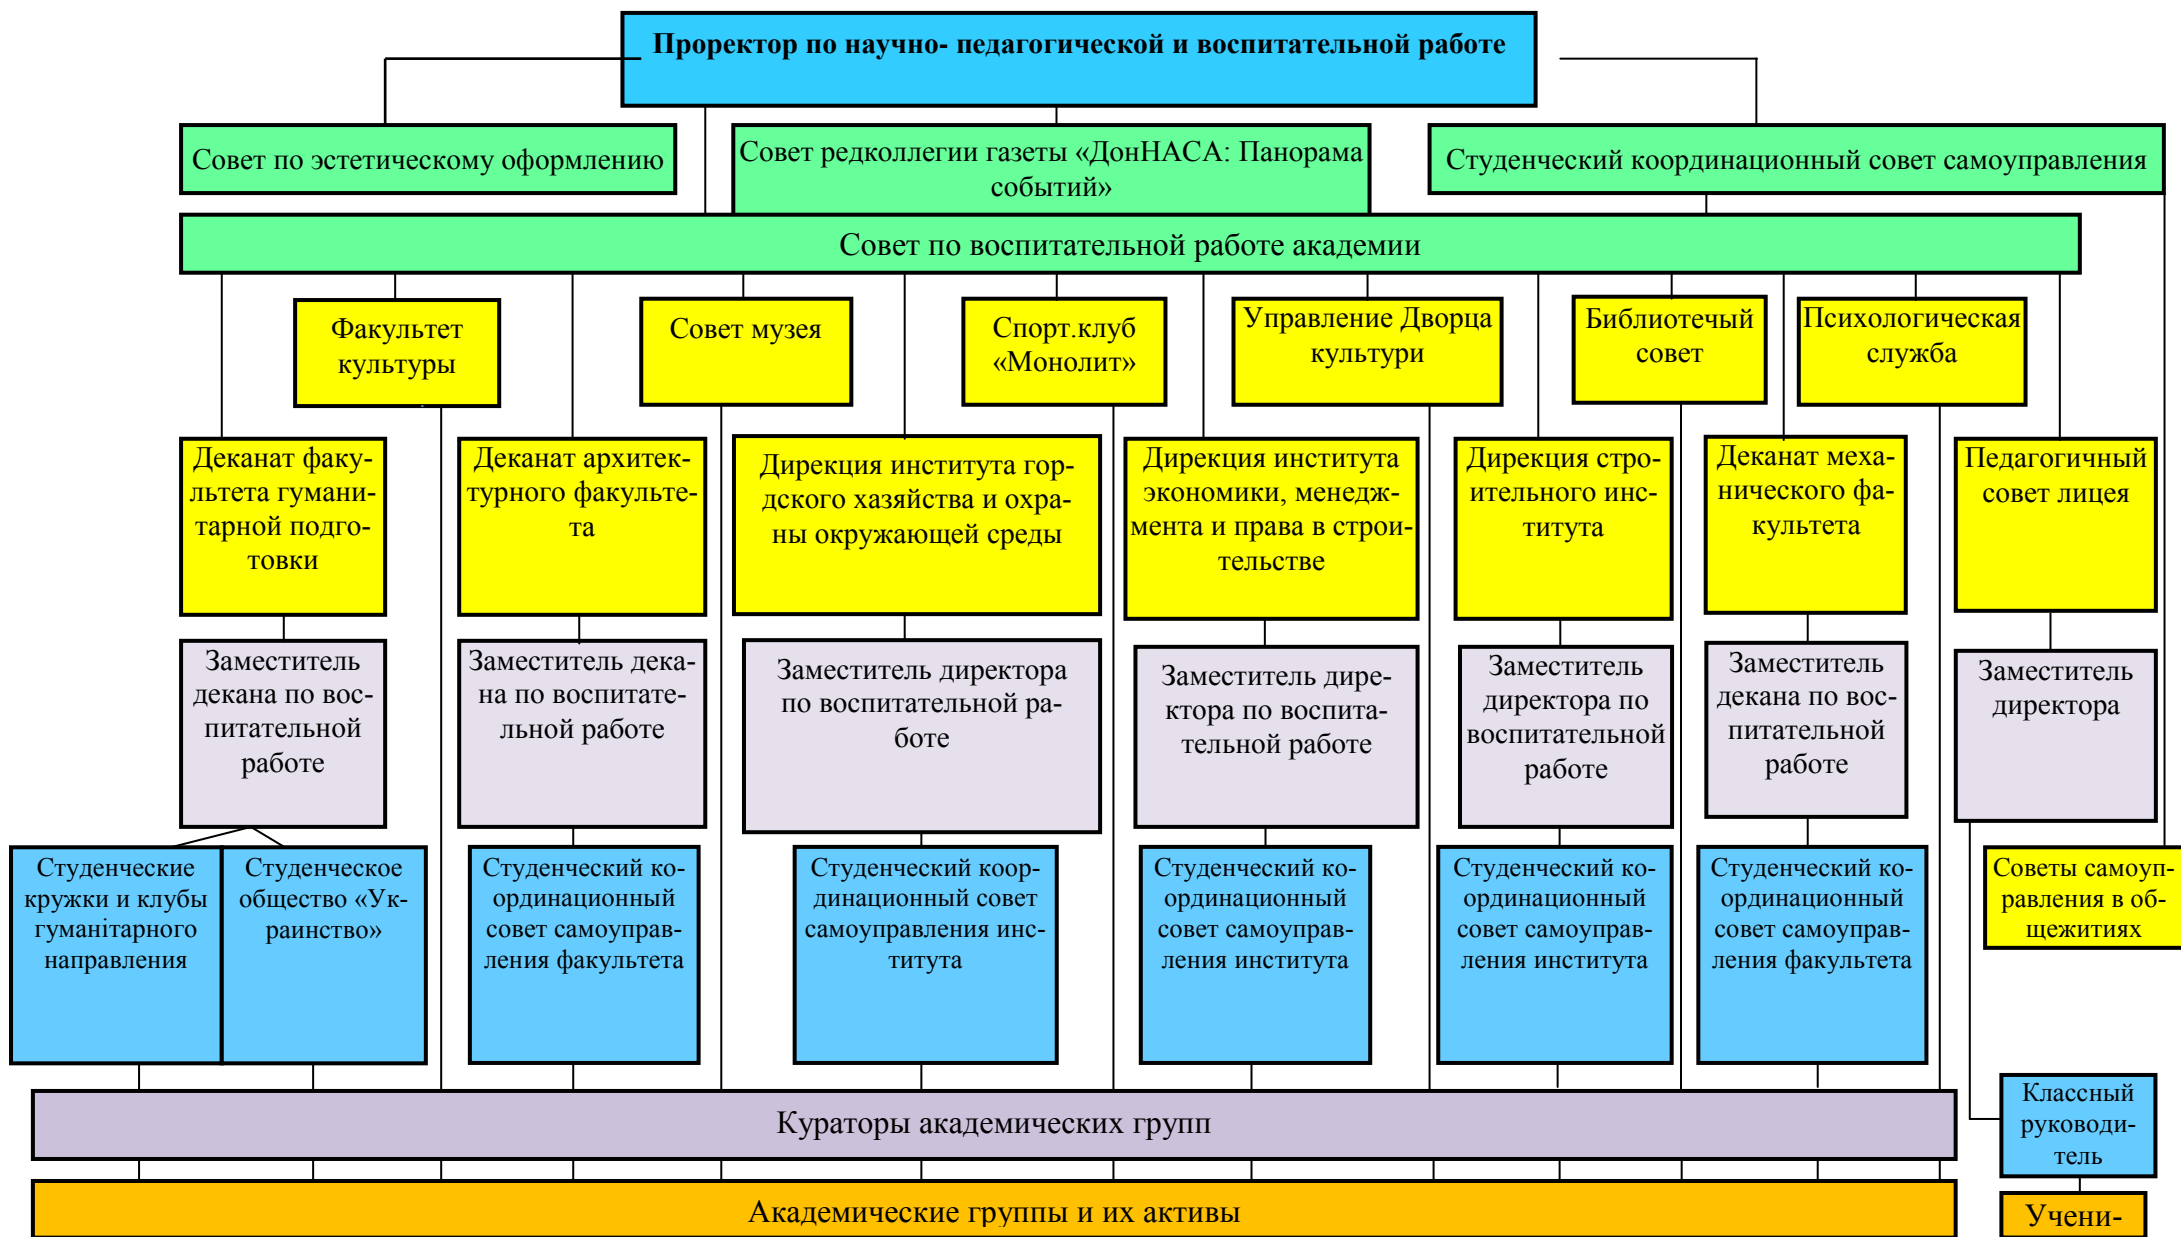 Проректор по научно- педагогической и воспитательной работе
Совет по эстетическому оформлению
Совет редколлегии газеты «ДонНАСА: Панорама
событий»
Студенческий координационный совет самоуправления
Совет по воспитательной работе академии
Факультет
культуры
Совет музея
Спорт.клуб
«Монолит»
Управление Дворца
культури
Библиотечый
совет
Психологическая
служба
Деканат факу-
льтета гумани-
тарной подго-
товки
Деканат архитек-
турного факульте-
та
Дирекция института гор-
дского хазяйства и охра-
ны окружающей среды
Дирекция института
экономики, менедж-
мента и права в строи-
тельстве
Дирекция стро-
ительного инс-
титута
Деканат меха-
нического фа-
культета
Педагогичный
совет лицея
Заместитель
декана по вос-
питательной
работе
Заместитель дека-
на по воспитате-
льной работе
Заместитель директора
по воспитательной ра-
боте
Заместитель дире-
ктора по воспита-
тельной работе
Заместитель
директора по
воспитательной
работе
Заместитель
декана по вос-
питательной
работе
Заместитель
директора
Студенческие
кружки и клубы
гуманітарного
направления
Студенческое
общество «Ук-
раинство»
Студенческий ко-
ординационный
совет самоуправ-
ления факультета
Студенческий коор-
динационный совет
самоуправления инс-
титута
Студенческий ко-
ординационный
совет самоуправ-
ления института
Студенческий ко-
ординационный
совет самоуправ-
ления института
Студенческий ко-
ординационный
совет самоуправ-
ления факультета
Советы самоуп-
равления в об-
щежитиях
Кураторы академических групп
Классный
руководи-
тель
Академические группы и их активы
Учени-